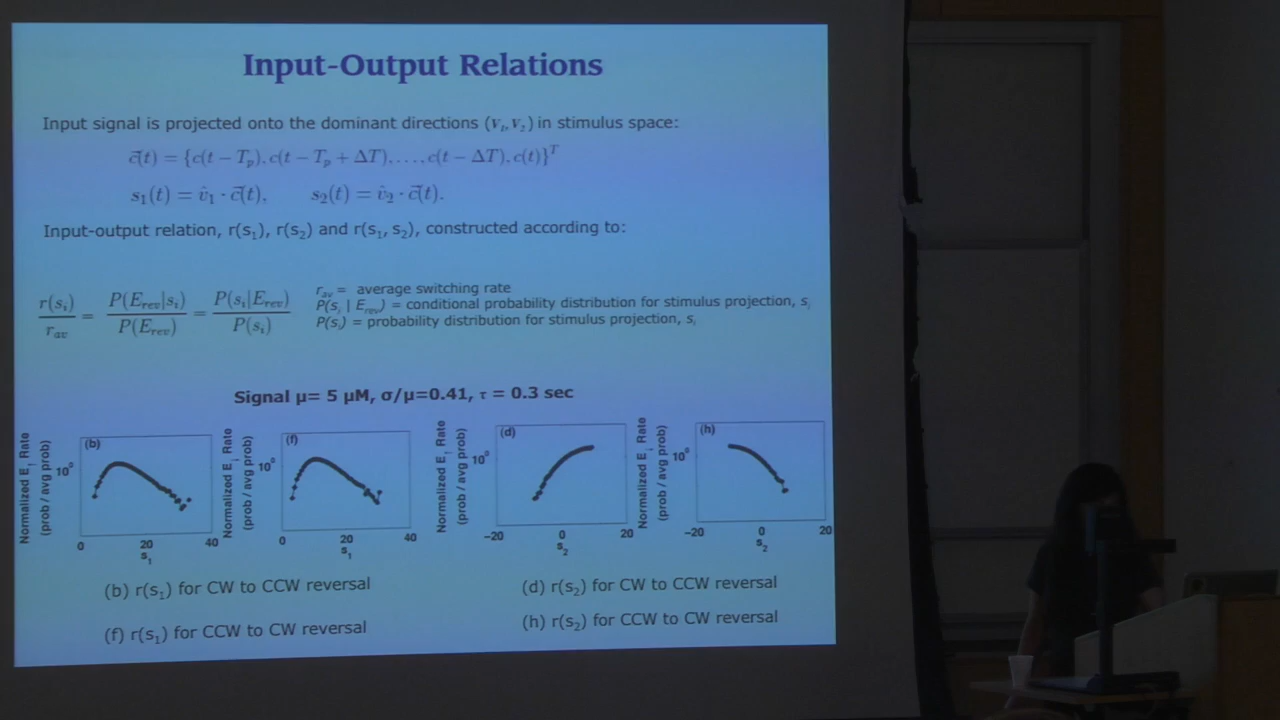 Input-Output Relations
Input signal is projected onto the dominant directions (v₁,v₂) in stimulus space:
c⃗(t) = {c(t − Tₚ), c(t − Tₚ + ΔT), . . . , c(t − ΔT), c(t)}ᵀ
s₁(t) = v̂₁ · c⃗(t), s₂(t) = v̂₂ · c⃗(t).
Input-output relation, r(s₁), r(s₂) and r(s₁, s₂), constructed according to:
r(sᵢ)/r_av = P(E_rev|sᵢ)/P(E_rev) = P(sᵢ|E_rev)/P(sᵢ)
r_av = average switching rate
P(sᵢ | E_rev) = conditional probability distribution for stimulus projection, sᵢ
P(sᵢ) = probability distribution for stimulus projection, sᵢ
Signal μ= 5 μM, σ/μ=0.41, τ = 0.3 sec
Normalized Eᵢ Rate
(prob / avg prob)
10⁰
(b)
0 20 40
s₁
Normalized Eᵢ Rate
(prob / avg prob)
10⁰
(f)
0 20 40
s₁
Normalized Eᵢ Rate
(prob / avg prob)
10⁰
(d)
−20 0 20
s₂
Normalized Eᵢ Rate
(prob / avg prob)
10⁰
(h)
−20 0 20
s₂
(b) r(s₁) for CW to CCW reversal
(d) r(s₂) for CW to CCW reversal
(f) r(s₁) for CCW to CW reversal
(h) r(s₂) for CCW to CW reversal